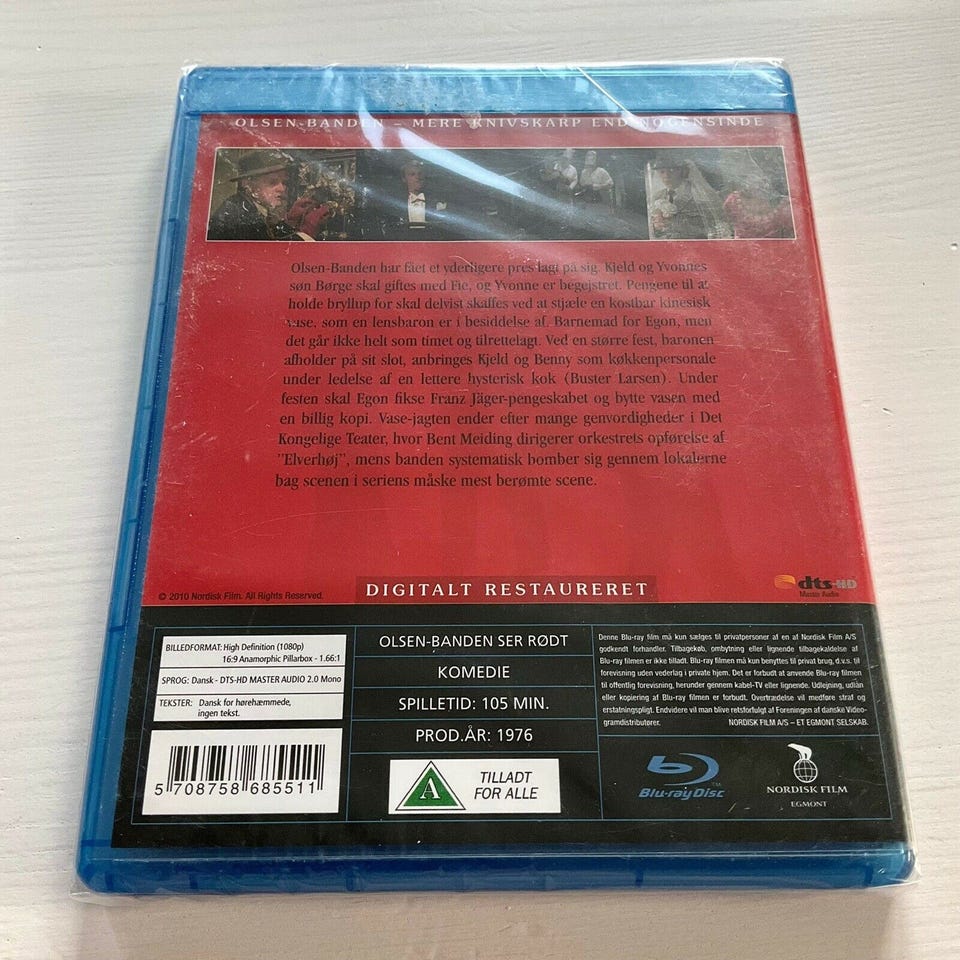 OLSEN-BANDEN – MERE KNIVSKARP END NOGENSINDE
Olsen-Banden har fået et yderligere pres lagt på sig. Kjeld og Yvonnes
søn Børge skal giftes med Fie, og Yvonne er begejstret. Pengene til at
holde bryllup for skal delvist skaffes ved at stjæle en kostbar kinesisk
vase, som en lensbaron er i besiddelse af. Barnemad for Egon, men
det går ikke helt som timet og tilrettelagt. Ved en større fest, baronen
afholder på sit slot, anbringes Kjeld og Benny som køkkenpersonale
under ledelse af en lettere hysterisk kok (Buster Larsen). Under
festen skal Egon fikse Franz Jäger-pengeskabet og bytte vasen med
en billig kopi. Vase-jagten ender efter mange genvordigheder i Det
Kongelige Teater, hvor Bent Meiding dirigerer orkestrets opførelse af
"Elverhøj", mens banden systematisk bomber sig gennem lokalerne
bag scenen i seriens måske mest berømte scene.
DIGITALT RESTAURERET
dts-HD
Master Audio
© 2010 Nordisk Film. All Rights Reserved.
BILLEDFORMAT: High Definition (1080p)
16:9 Anamorphic Pillarbox - 1.66:1
SPROG: Dansk - DTS-HD MASTER AUDIO 2.0 Mono
TEKSTER: Dansk for hørehæmmede,
ingen tekst.
5 708758 685511
OLSEN-BANDEN SER RØDT
KOMEDIE
SPILLETID: 105 MIN.
PROD.ÅR: 1976
A
TILLADT
FOR ALLE
Denne Blu-ray film må kun sælges til privatpersoner af en af Nordisk Film A/S
godkendt forhandler. Tilbagekøb, ombytning eller lignende tilbagekaldelse af
Blu-ray filmen er ikke tilladt. Blu-ray filmen må kun benyttes til privat brug, d.v.s. til
forevisning uden vederlag i private hjem. Det er forbudt at anvende Blu-ray filmen
til offentlig forevisning, herunder gennem kabel-TV eller lignende. Udlejning, udlån
eller kopiering af Blu-ray filmen er forbudt. Overtrædelse vil medføre straf og
erstatningspligt. Endvidere vil man blive retsforfulgt af Foreningen af danske Video-
gramdistributører. NORDISK FILM A/S – ET EGMONT SELSKAB.
Blu-ray Disc
TM
NORDISK FILM
EGMONT